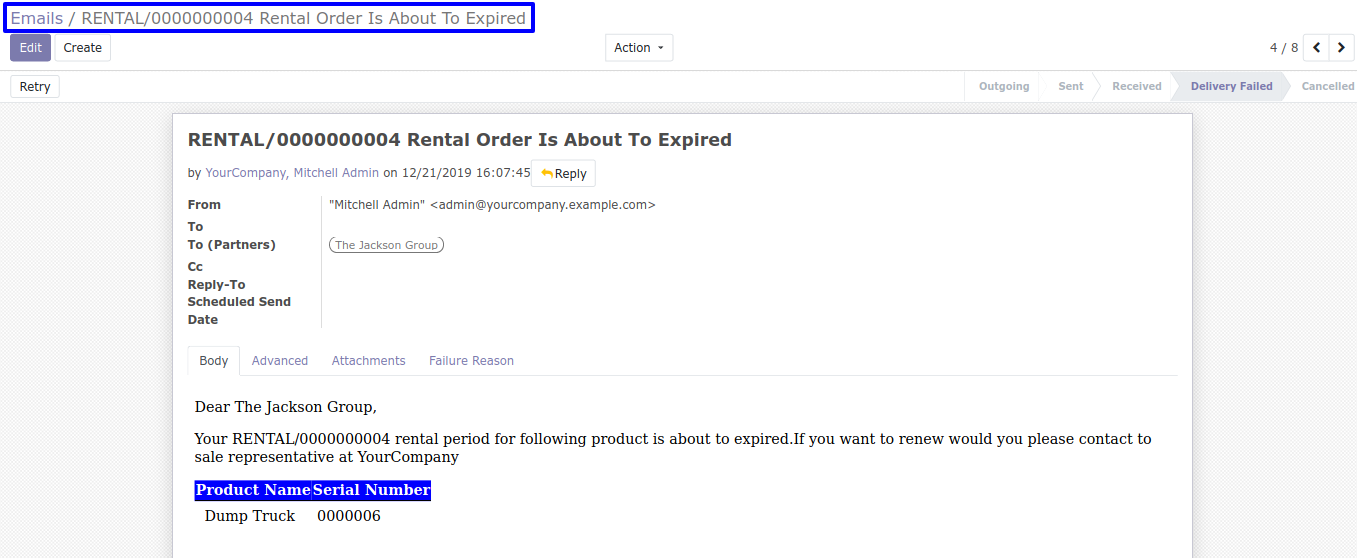 Emails / RENTAL/0000000004 Rental Order Is About To Expired
Edit Create Action 4 / 8
Retry Outgoing Sent Received Delivery Failed Cancelled
RENTAL/0000000004 Rental Order Is About To Expired
by YourCompany, Mitchell Admin on 12/21/2019 16:07:45 Reply
From "Mitchell Admin" <admin@yourcompany.example.com>
To
To (Partners) The Jackson Group
Cc
Reply-To
Scheduled Send
Date
Body Advanced Attachments Failure Reason
Dear The Jackson Group,
Your RENTAL/0000000004 rental period for following product is about to expired.If you want to renew would you please contact to
sale representative at YourCompany
Product Name Serial Number
Dump Truck 0000006